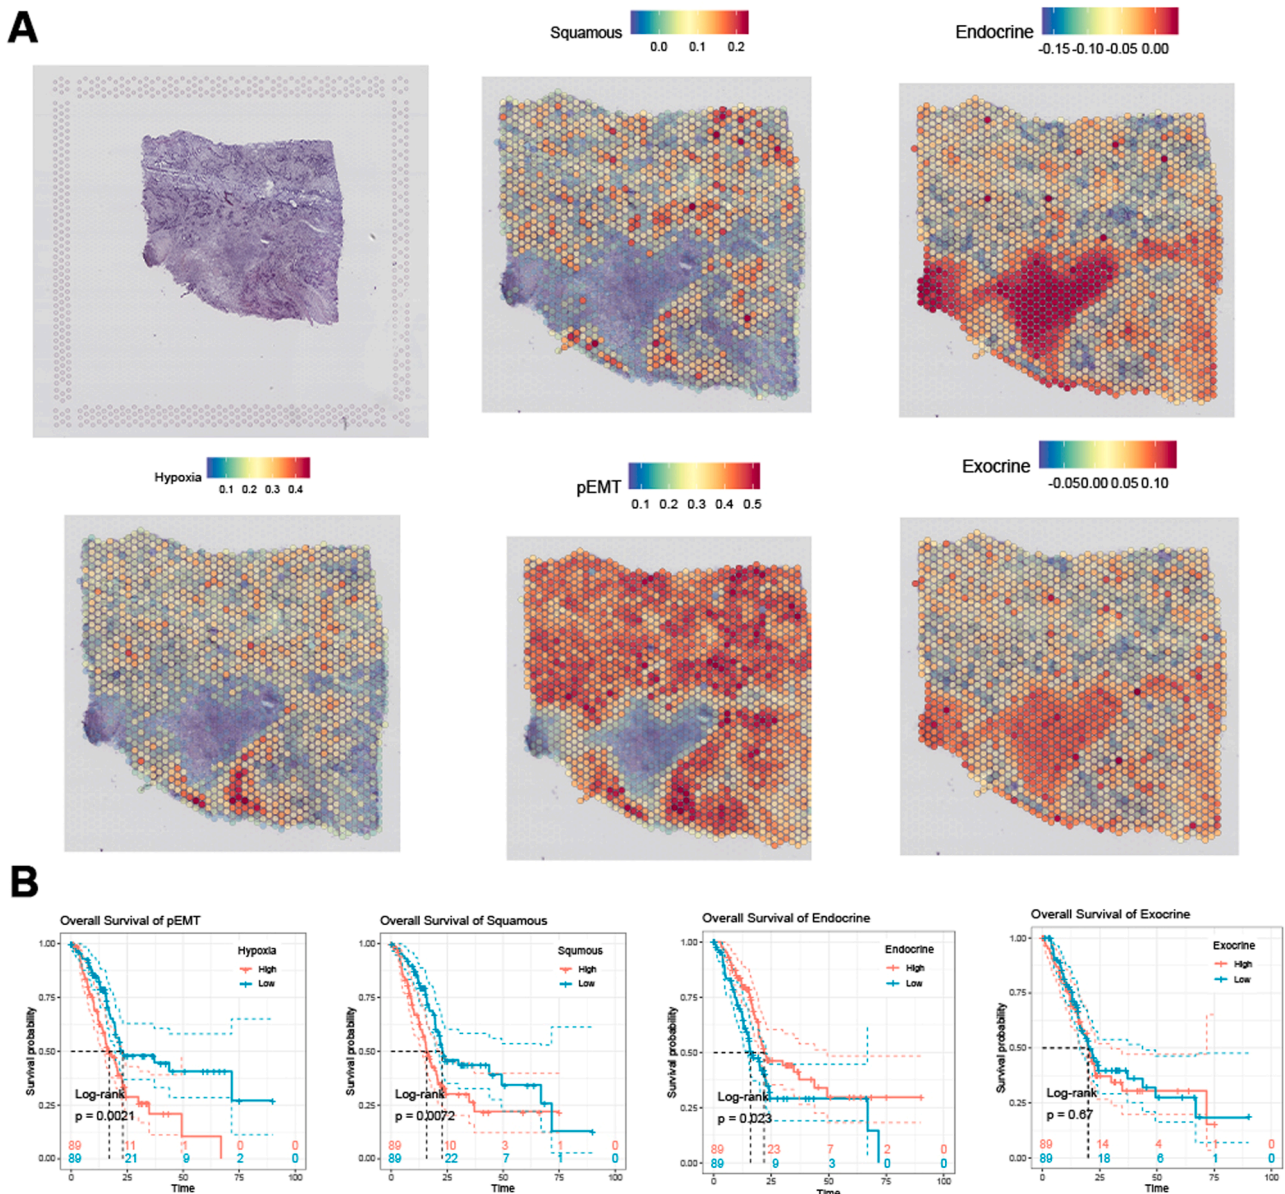 A
Squamous
0.0 0.1 0.2
Endocrine
-0.15 -0.10 -0.05 0.00
Hypoxia
0.1 0.2 0.3 0.4
pEMT
0.1 0.2 0.3 0.4 0.5
Exocrine
-0.050.00 0.05 0.10
B
Overall Survival of pEMT
Hypoxia
High
Low
Survival probability
1.00
0.75
0.50
0.25
0.00
Log-rank
p = 0.0021
89 11 1 0 0
89 21 9 2 0
0 25 50 75 100
Time
Overall Survival of Squamous
Squmous
High
Low
Survival probability
1.00
0.75
0.50
0.25
0.00
Log-rank
p = 0.0072
89 10 3 1 0
89 22 7 1 0
0 25 50 75 100
Time
Overall Survival of Endocrine
Endocrine
High
Low
Survival probability
1.00
0.75
0.50
0.25
0.00
Log-rank
p = 0.023
89 23 7 2 0
89 9 3 0 0
0 25 50 75 100
Time
Overall Survival of Exocrine
Exocrine
High
Low
Survival probability
1.00
0.75
0.50
0.25
0.00
Log-rank
p = 0.67
89 14 4 1 0
89 18 6 1 0
0 25 50 75 100
Time